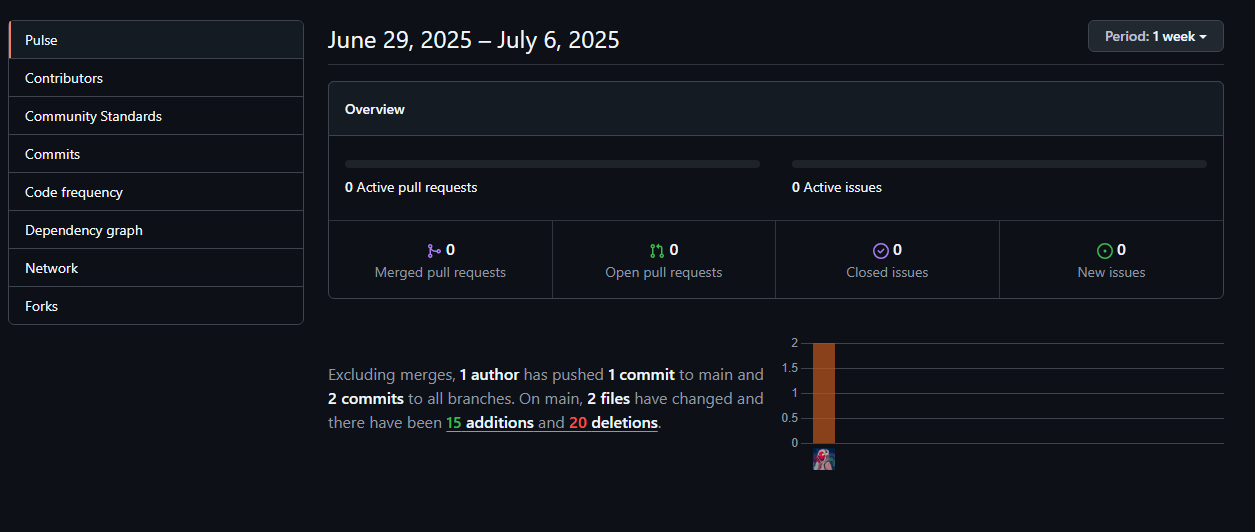 Pulse
Contributors
Community Standards
Commits
Code frequency
Dependency graph
Network
Forks
June 29, 2025 – July 6, 2025
Period: 1 week
Overview
0 Active pull requests
0 Active issues
0
Merged pull requests
0
Open pull requests
0
Closed issues
0
New issues
Excluding merges, 1 author has pushed 1 commit to main and
2 commits to all branches. On main, 2 files have changed and
there have been 15 additions and 20 deletions.
2
1.5
1
0.5
0